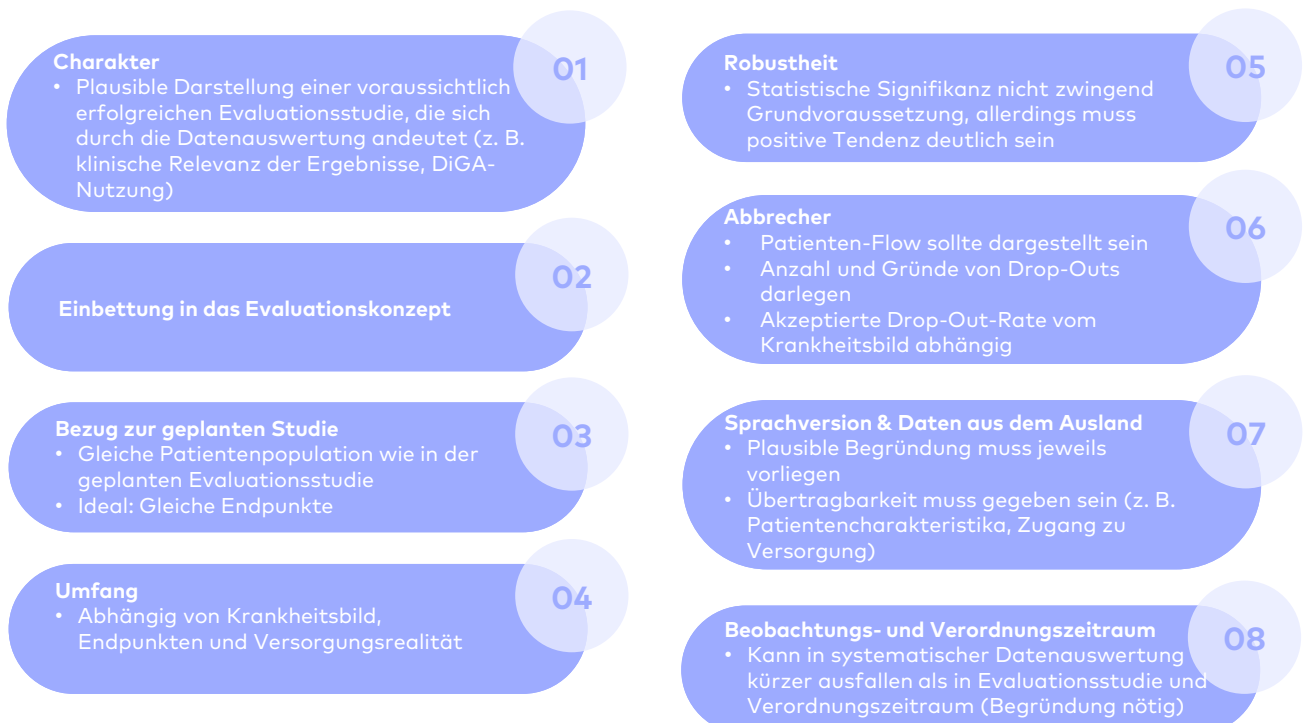 01
Charakter
• Plausible Darstellung einer voraussichtlich
erfolgreichen Evaluationsstudie, die sich
durch die Datenauswertung andeutet (z. B.
klinische Relevanz der Ergebnisse, DiGA-
Nutzung)
02
Einbettung in das Evaluationskonzept
03
Bezug zur geplanten Studie
• Gleiche Patientenpopulation wie in der
geplanten Evaluationsstudie
• Ideal: Gleiche Endpunkte
04
Umfang
• Abhängig von Krankheitsbild,
Endpunkten und Versorgungsrealität
05
Robustheit
• Statistische Signifikanz nicht zwingend
Grundvoraussetzung, allerdings muss
positive Tendenz deutlich sein
06
Abbrecher
• Patienten-Flow sollte dargestellt sein
• Anzahl und Gründe von Drop-Outs
darlegen
• Akzeptierte Drop-Out-Rate vom
Krankheitsbild abhängig
07
Sprachversion & Daten aus dem Ausland
• Plausible Begründung muss jeweils
vorliegen
• Übertragbarkeit muss gegeben sein (z. B.
Patientencharakteristika, Zugang zu
Versorgung)
08
Beobachtungs- und Verordnungszeitraum
• Kann in systematischer Datenauswertung
kürzer ausfallen als in Evaluationsstudie und
Verordnungszeitraum (Begründung nötig)